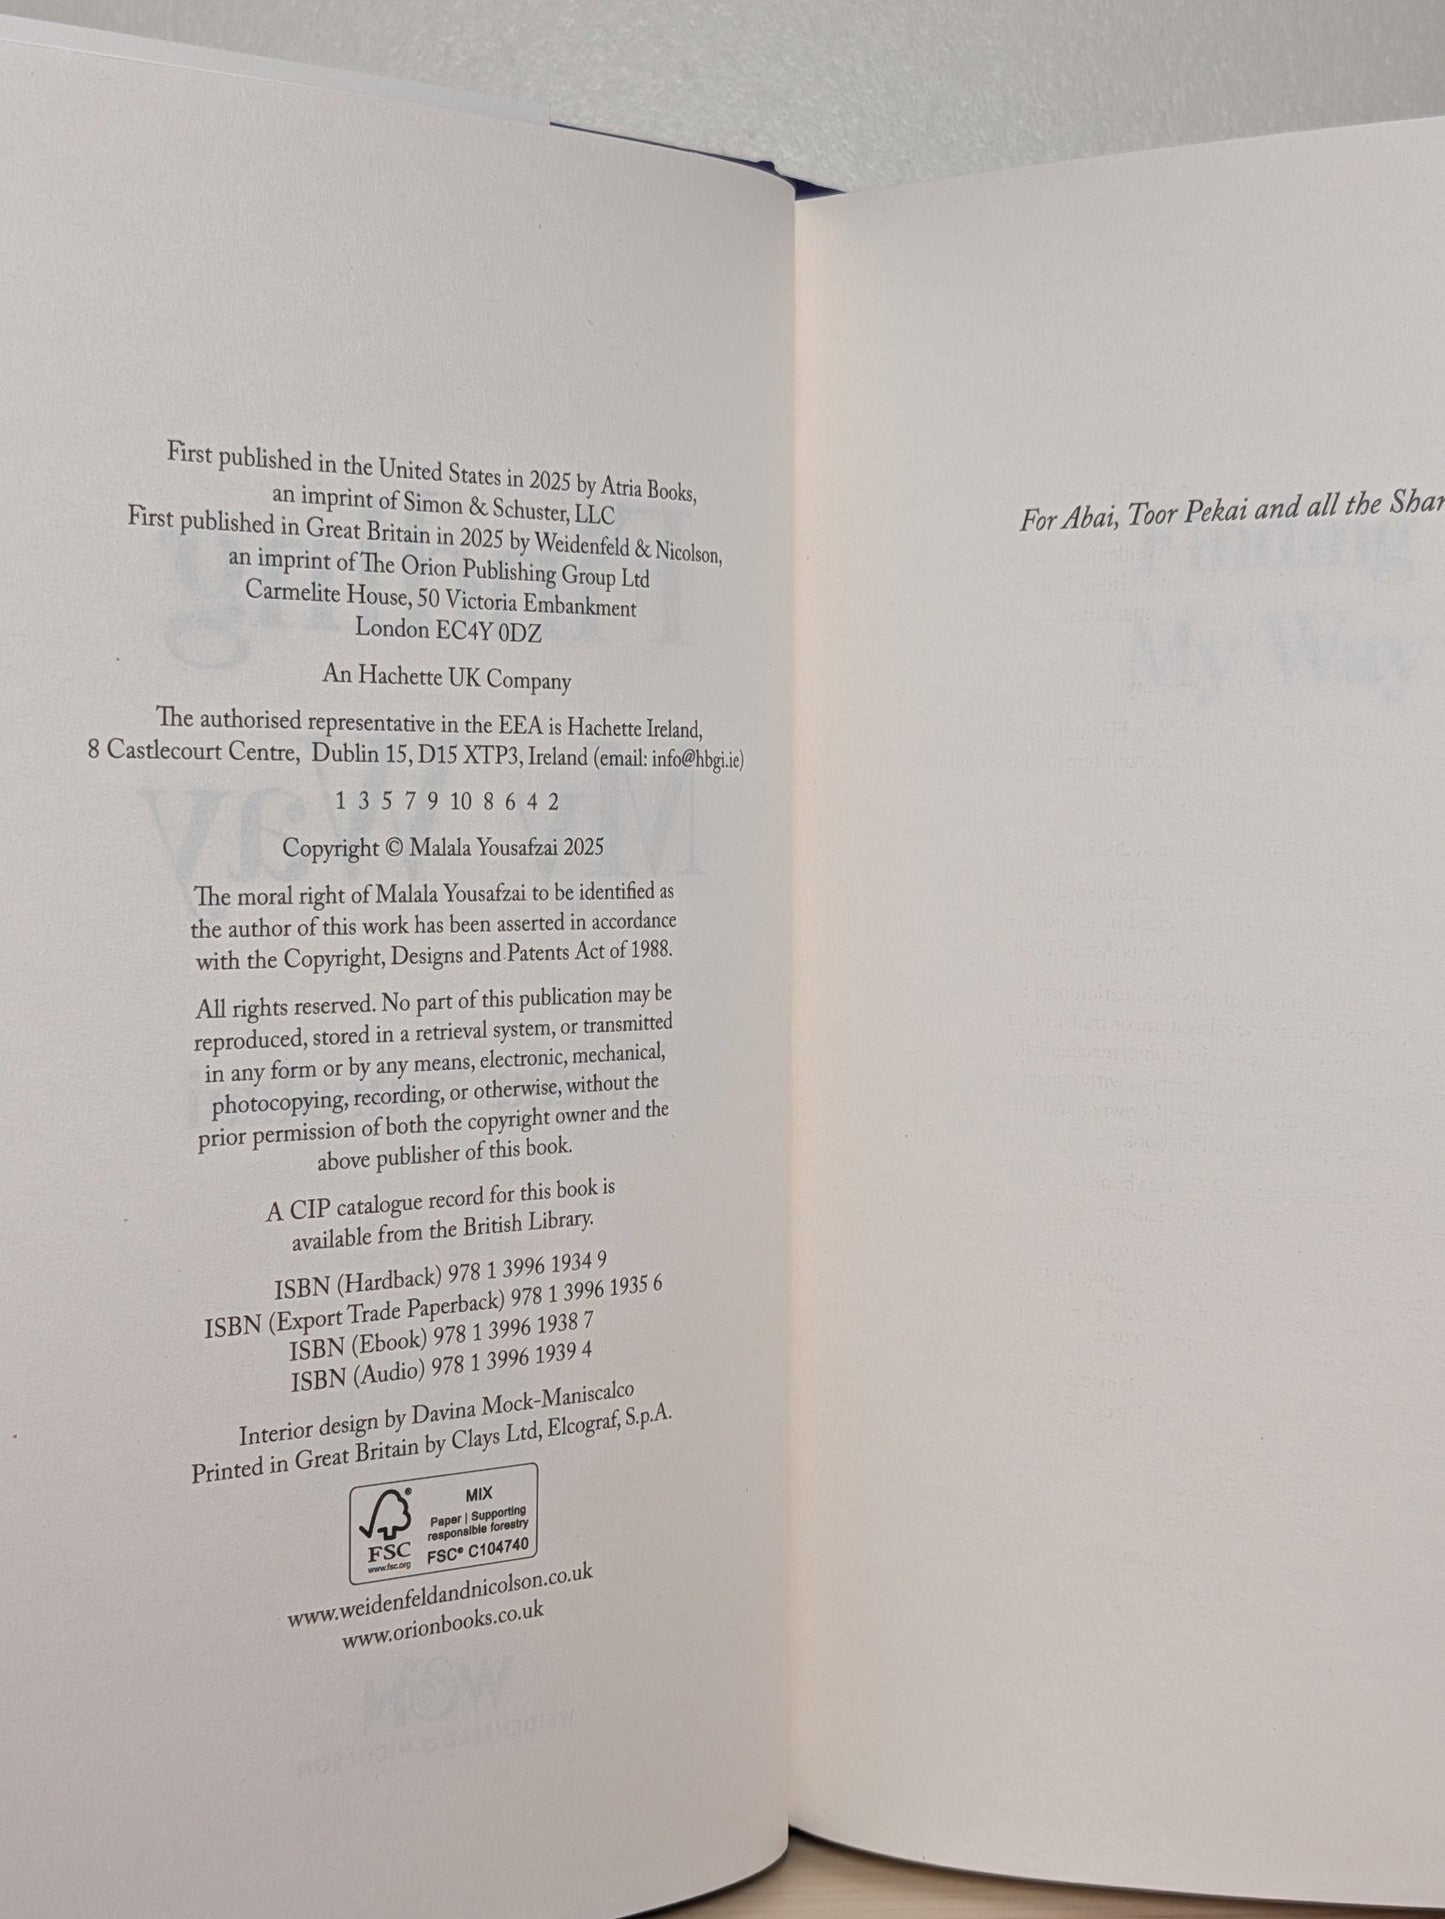 First published in the United States in 2025 by Atria Books,
an imprint of Simon & Schuster, LLC
First published in Great Britain in 2025 by Weidenfeld & Nicolson,
an imprint of The Orion Publishing Group Ltd
Carmelite House, 50 Victoria Embankment
London EC4Y 0DZ
An Hachette UK Company
The authorised representative in the EEA is Hachette Ireland,
8 Castlecourt Centre, Dublin 15, D15 XTP3, Ireland (email: info@hbgi.ie)
1 3 5 7 9 10 8 6 4 2
Copyright © Malala Yousafzai 2025
The moral right of Malala Yousafzai to be identified as
the author of this work has been asserted in accordance
with the Copyright, Designs and Patents Act of 1988.
All rights reserved. No part of this publication may be
reproduced, stored in a retrieval system, or transmitted
in any form or by any means, electronic, mechanical,
photocopying, recording, or otherwise, without the
prior permission of both the copyright owner and the
above publisher of this book.
A CIP catalogue record for this book is
available from the British Library.
ISBN (Hardback) 978 1 3996 1934 9
ISBN (Export Trade Paperback) 978 1 3996 1935 6
ISBN (Ebook) 978 1 3996 1938 7
ISBN (Audio) 978 1 3996 1939 4
Interior design by Davina Mock-Maniscalco
Printed in Great Britain by Clays Ltd, Elcograf, S.p.A.
FSC
www.fsc.org
MIX
Paper | Supporting
responsible forestry
FSC® C104740
www.weidenfeldandnicolson.co.uk
www.orionbooks.co.uk
For Abai, Toor Pekai and all the Shar
Finding
My Way